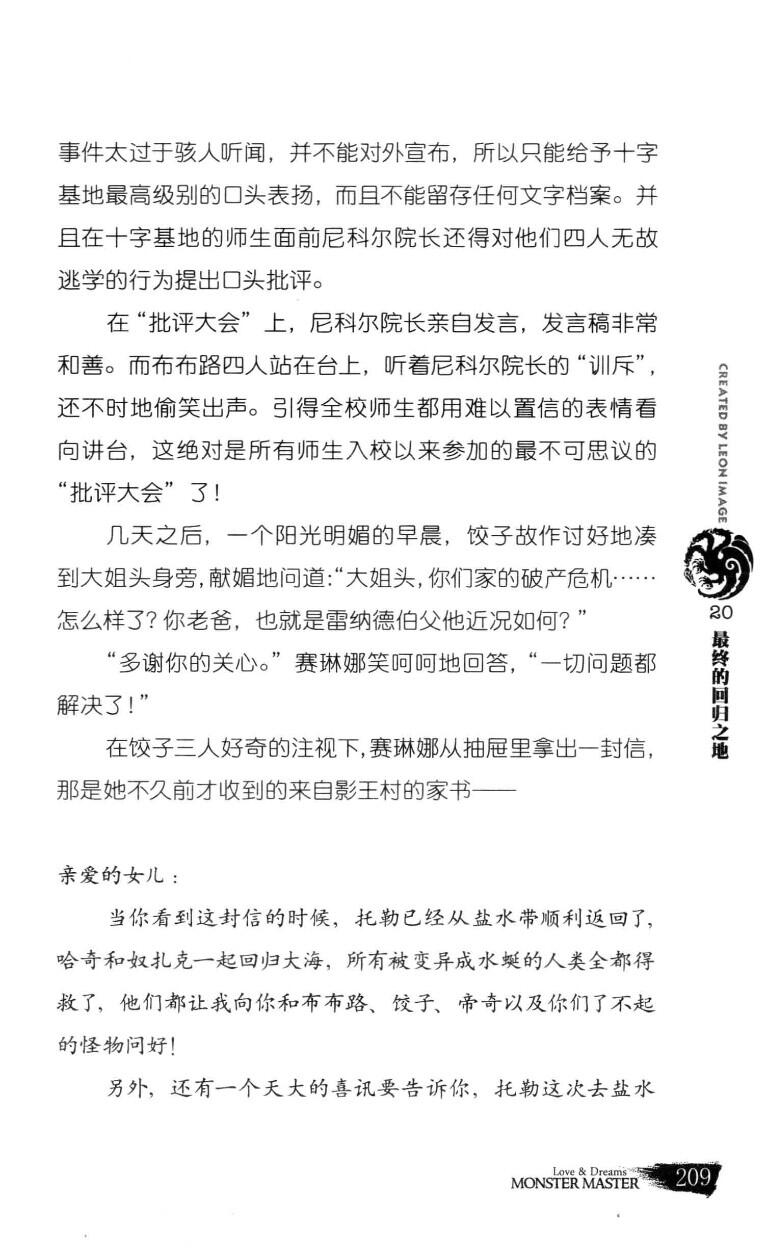 事件太过于骇人听闻，并不能对外宣布，所以只能给予十字
基地最高级别的口头表扬，而且不能留存任何文字档案。并
且在十字基地的师生面前尼科尔院长还得对他们四人无故
逃学的行为提出口头批评。
在“批评大会”上，尼科尔院长亲自发言，发言稿非常
和善。而布布路四人站在台上，听着尼科尔院长的“训斥”，
还不时地偷笑出声。引得全校师生都用难以置信的表情看
向讲台，这绝对是所有师生入校以来参加的最不可思议的
“批评大会”了！
几天之后，一个阳光明媚的早晨，饺子故作讨好地凑
到大姐头身旁，献媚地问道：“大姐头，你们家的破产危机……
怎么样了？你老爸，也就是雷纳德伯父他近况如何？”
“多谢你的关心。”赛琳娜笑呵呵地回答，“一切问题都
解决了！”
在饺子三人好奇的注视下，赛琳娜从抽屉里拿出一封信，
那是她不久前才收到的来自影王村的家书——
亲爱的女儿：
当你看到这封信的时候，托勒已经从盐水带顺利返回了，
哈奇和奴扎克一起回归大海，所有被变异成水蜒的人类全都得
救了，他们都让我向你和布布路、饺子、帝奇以及你们了不起
的怪物问好！
另外，还有一个天大的喜讯要告诉你，托勒这次去盐水
CREATED BY LEON IMAGE
20
最终的回归之地
Love & Dreams
MONSTER MASTER
209